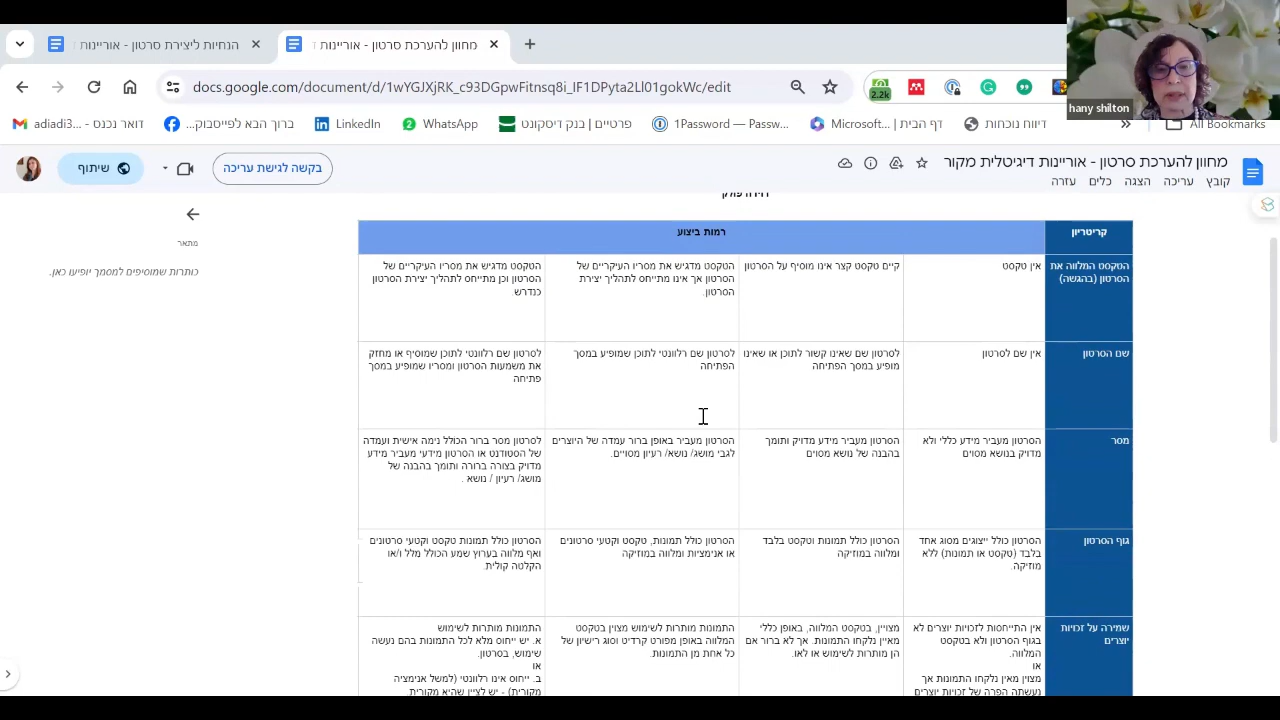 מחוון להערכת סרטון - אוריינות ד
הנחיות ליצירת סרטון - אוריינות ד
docs.google.com/document/d/1wYGJXjRK_c93DGpwFitnsq8i_IF1DPyta2Ll01gokWc/edit
2.2k
hany shilton
adiadi3... - דואר נכנס
ברוך הבא לפייסבוק...
LinkedIn
WhatsApp
פרטיים | בנק דיסקונט
1Password — Passw...
דף הבית | Microsoft...
דיווח נוכחות
All Bookmarks
מחוון להערכת סרטון - אוריינות דיגיטלית מקור
קובץ עריכה הצגה כלים עזרה
בקשה לגישת עריכה
שיתוף
מתאר
כותרות שמוסיפים למסמך יופיעו כאן.
קריטריון
רמות ביצוע
הטקסט המלווה את
הסרטון (בהגשה)
אין טקסט
קיים טקסט קצר אינו מוסיף על הסרטון
הטקסט מדגיש את מסריו העיקריים של
הסרטון אך אינו מתייחס לתהליך יצירת
הסרטון.
הטקסט מדגיש את מסריו העיקריים של
הסרטון וכן מתייחס לתהליך יצירת הסרטון
כנדרש
שם הסרטון
אין שם לסרטון
לסרטון שם שאינו קשור לתוכן או שאינו
מופיע במסך הפתיחה
לסרטון שם רלוונטי לתוכן שמופיע במסך
הפתיחה
לסרטון שם רלוונטי לתוכן שמוסיף או מחזק
את משמעות הסרטון ומסריו שמופיע במסך
פתיחה
מסר
הסרטון מעביר מידע כללי ולא
מדויק בנושא מסוים
הסרטון מעביר מידע מדויק ותומך
בהבנה של נושא מסוים
הסרטון מעביר באופן ברור עמדה של היוצרים
לגבי מושג/ נושא/ רעיון מסויים.
לסרטון מסר ברור הכולל נימה אישית ועמדה
של הסטודנט או הסרטון מידעי מעביר מידע
מדויק בצורה ברורה ותומך בהבנה של
מושג/ רעיון / נושא .
גוף הסרטון
הסרטון כולל ייצוגים מסוג אחד
בלבד (טקסט או תמונות) ללא
מוזיקה.
הסרטון כולל תמונות וטקסט בלבד
ומלווה במוזיקה
הסרטון כולל תמונות, טקסט וקטעי סרטונים
או אנימציות ומלווה במוזיקה
הסרטון כולל תמונות טקסט וקטעי סרטונים
ואף מלווה בערוץ שמע הכולל מלל ו/או
הקלטה קולית.
שמירה על זכויות
יוצרים
אין התייחסות לזכויות יוצרים לא
בגוף הסרטון ולא בטקסט
המלווה.
או
מצוין מאין נלקחו התמונות אך
נעשתה הפרה של זכויות יוצרים
מצויין, בטקסט המלווה, באופן כללי
מאיין נלקחו התמונות. אך לא ברור אם
הן מותרות לשימוש או לאו.
התמונות מותרות לשימוש מצוין בטקסט
המלווה באופן מפורט קרדיט וסוג רישיון של
כל אחת מן התמונות.
התמונות מותרות לשימוש
א. יש ייחוס מלא לכל התמונות בהם נעשה
שימוש, בסרטון.
או
ב. ייחוס אינו רלוונטי (למשל אנימציה
מקורית) - יש לציין שהיא מקורית